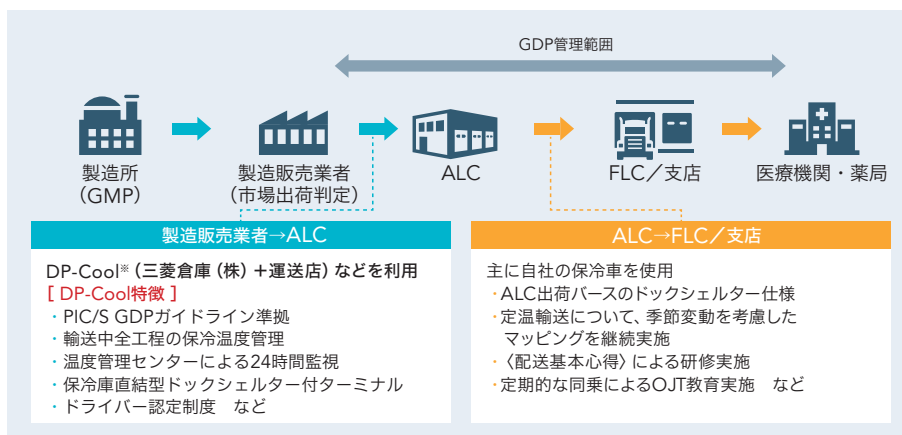 GDP管理範囲
製造所
（GMP）
製造販売業者
（市場出荷判定）
ALC
FLC／支店
医療機関・薬局
製造販売業者→ALC
DP-Cool※（三菱倉庫（株）＋運送店）などを利用
［ DP-Cool特徴 ］
・PIC/S GDPガイドライン準拠
・輸送中全工程の保冷温度管理
・温度管理センターによる24時間監視
・保冷庫直結型ドックシェルター付ターミナル
・ドライバー認定制度　など
ALC→FLC／支店
主に自社の保冷車を使用
・ALC出荷バースのドックシェルター仕様
・定温輸送について、季節変動を考慮した
マッピングを継続実施
・〈配送基本心得〉による研修実施
・定期的な同乗によるOJT教育実施　など